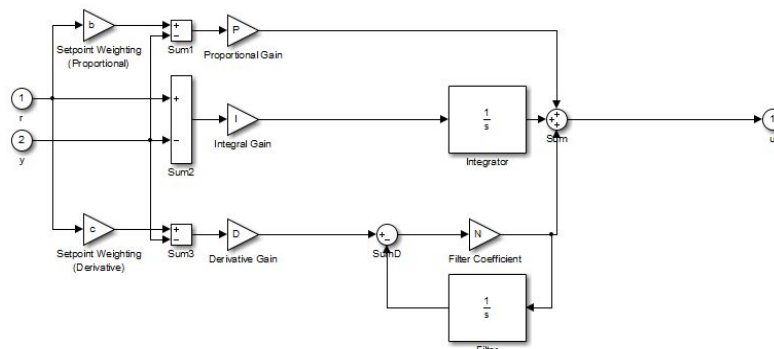 b
+
−
Sum1
P
Setpoint Weighting
(Proportional)
Proportional Gain
1
r
2
y
+
−
Sum2
I
Integral Gain
1
s
Integrator
+
+
+
Sum
1
u
c
Setpoint Weighting
(Derivative)
+
−
Sum3
D
Derivative Gain
+
−
SumD
N
Filter Coefficient
1
s